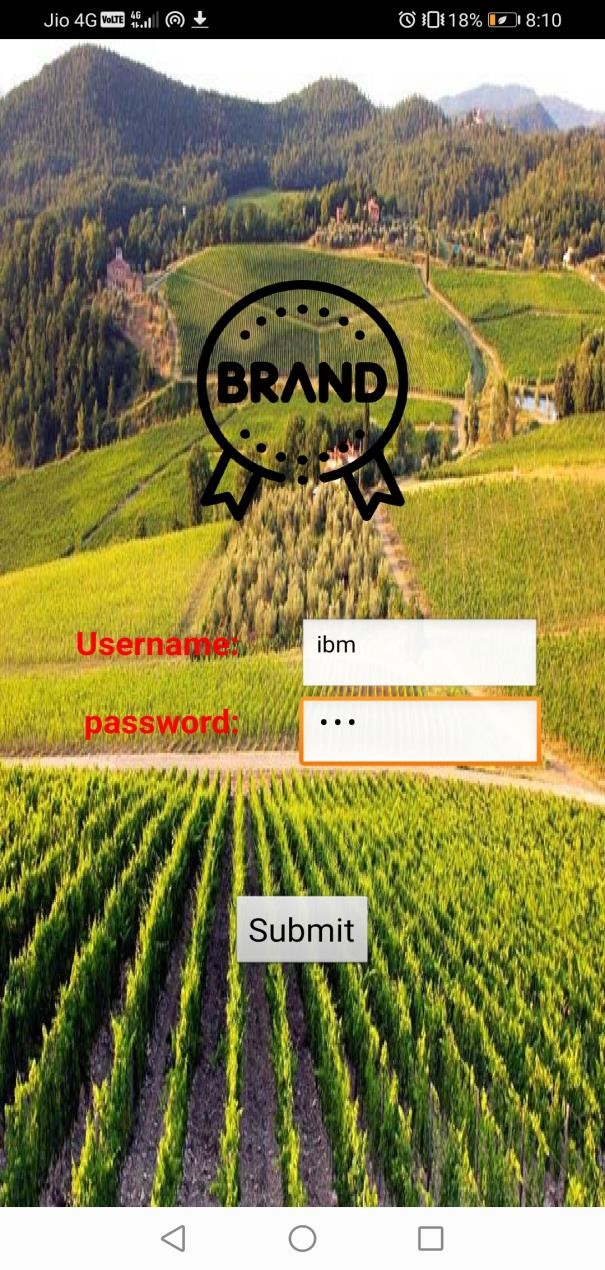 Jio 4G VoLTE 4G 18% 8:10
BRAND
Username: ibm
password: •••
Submit